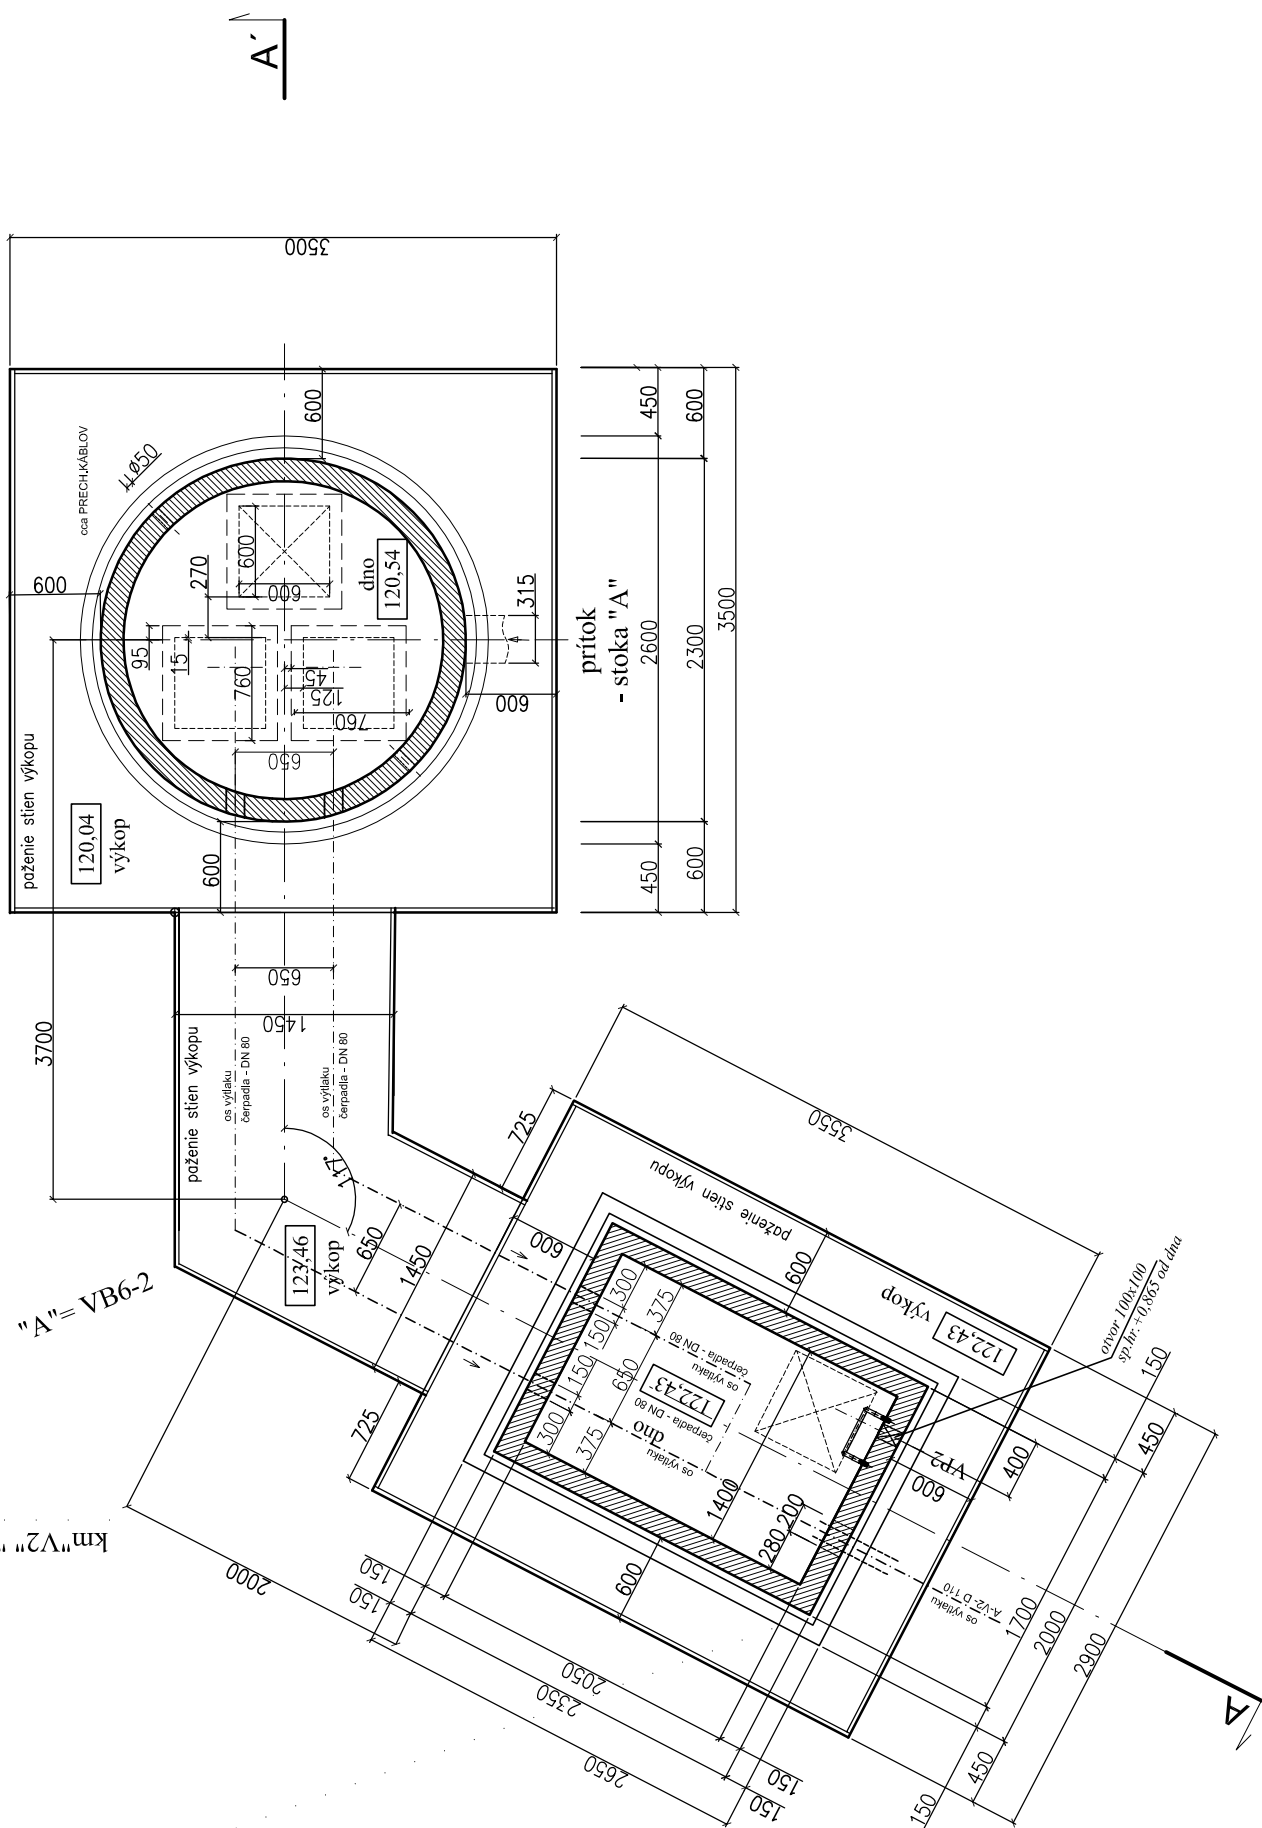 A´
3500
600
450
600
3500
2600
2300
450
600
cca PRECH.KÁBLOV
ø50
600
270
600
600
dno
120,54
315
prítok
- stoka "A"
95
15
760
45
125
760
600
650
paženie stien výkopu
120,04
výkop
600
3700
650
1450
paženie stien výkopu
os výtlaku
čerpadla - DN 80
os výtlaku
čerpadla - DN 80
117°
123,46
výkop
650
1450
"A"= VB6-2
725
3550
paženie stien výkopu
600
600
výkop
122,43
otvor 100x100
sp.hr. +0,865 od dna
300
150
150
300
375
650
375
os výtlaku
čerpadla - DN 80
122,43
dno
os výtlaku
čerpadla - DN 80
1400
280
200
VP2
600
400
150
450
725
km"V2" "
2000
150
150
600
os výtlaku
A-V2- D 110
1700
2000
2900
2050
2350
2650
150
150
150
450
A